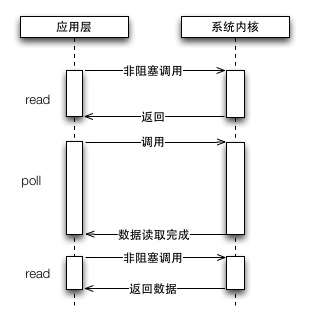 应用层
系统内核
非阻塞调用
read
返回
调用
poll
数据读取完成
非阻塞调用
read
返回数据